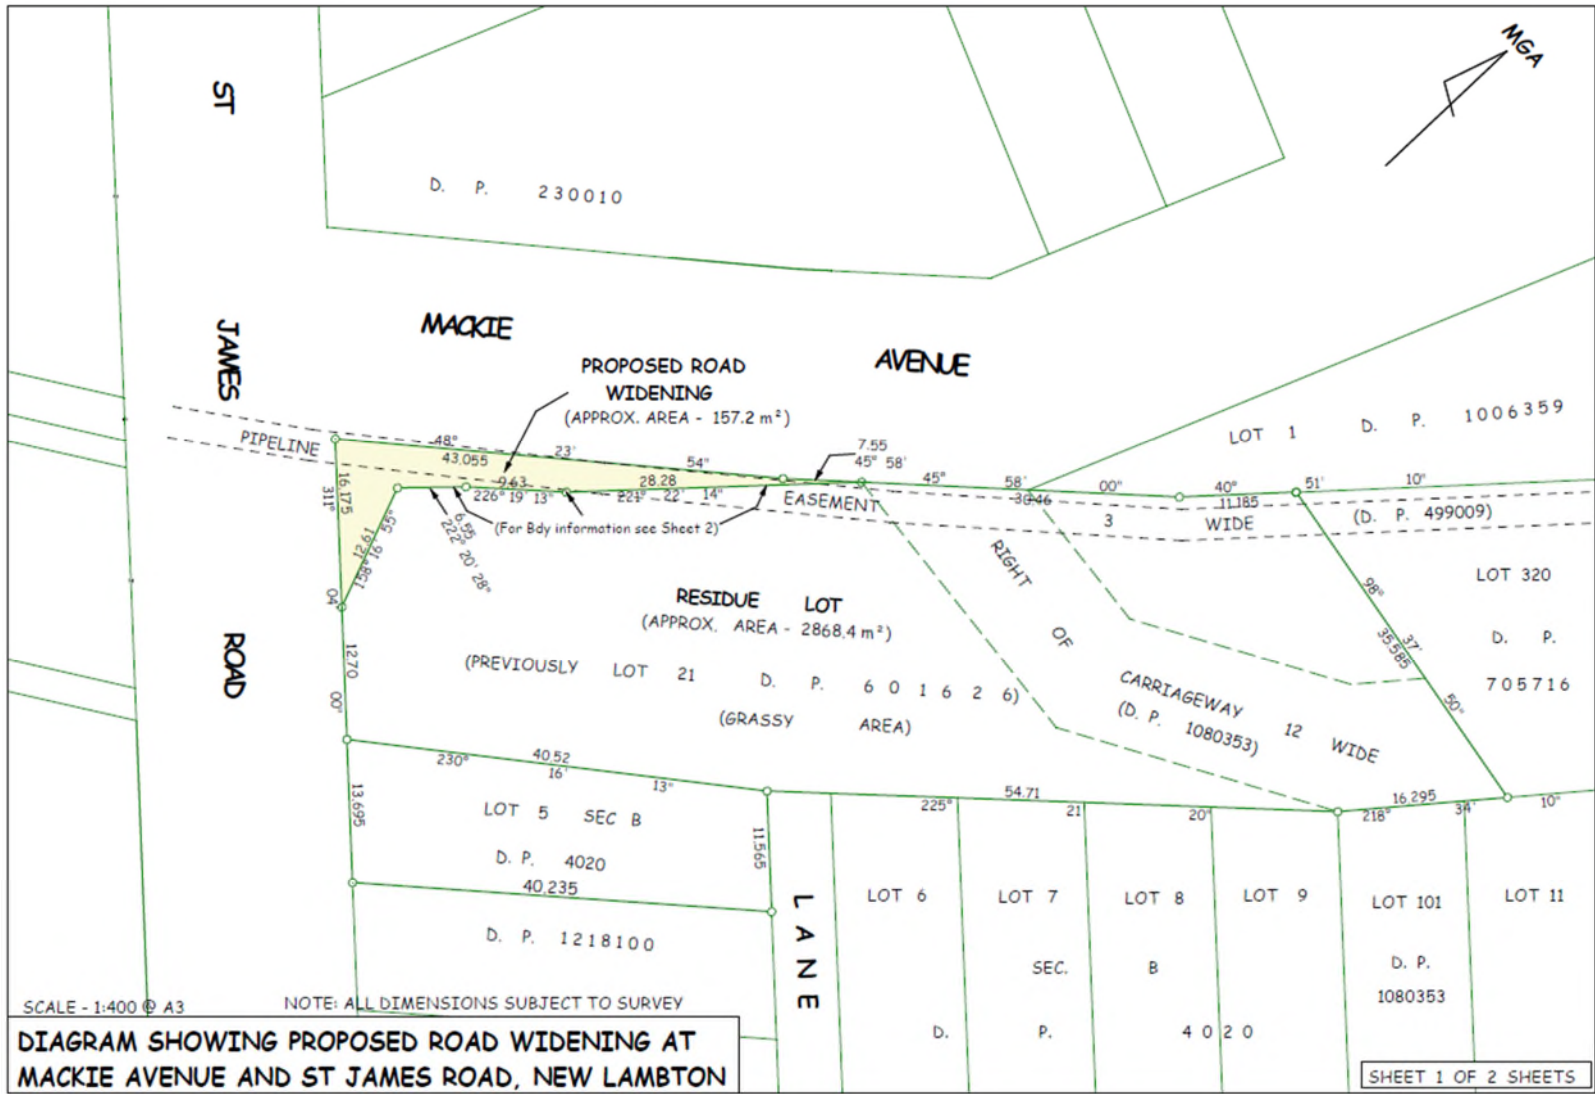 MGA
ST
D. P. 230010
JAMES
MACKIE
AVENUE
PROPOSED ROAD
WIDENING
(APPROX. AREA - 157.2 m²)
LOT 1 D. P. 1006359
PIPELINE
48° 23' 54"
43.055
7.55
45° 58'
45° 58' 00"
30.46
40° 51' 10"
11.185
9.63
226° 19' 13"
28.28
221° 22' 14"
EASEMENT
3 WIDE (D. P. 499009)
16.175
311° 04' 00"
12.61
158° 16' 55"
6.55
222° 20' 28"
(For Bdy information see Sheet 2)
RIGHT OF
CARRIAGEWAY 12 WIDE
(D. P. 1080353)
LOT 320
D. P.
705716
98° 37' 50"
35.585
RESIDUE LOT
(APPROX. AREA - 2868.4 m²)
(PREVIOUSLY LOT 21 D. P. 601626)
(GRASSY AREA)
ROAD
12.70
40.52
230° 16' 13"
13.695
LOT 5 SEC B
D. P. 4020
40.235
11.565
54.71
225° 21' 20"
16.295
218° 34' 10"
D. P. 1218100
LANE
LOT 6
LOT 7
LOT 8
LOT 9
LOT 101
LOT 11
SEC. B
D. P.
1080353
D. P. 4020
SCALE - 1:400 @ A3
NOTE: ALL DIMENSIONS SUBJECT TO SURVEY
DIAGRAM SHOWING PROPOSED ROAD WIDENING AT
MACKIE AVENUE AND ST JAMES ROAD, NEW LAMBTON
SHEET 1 OF 2 SHEETS